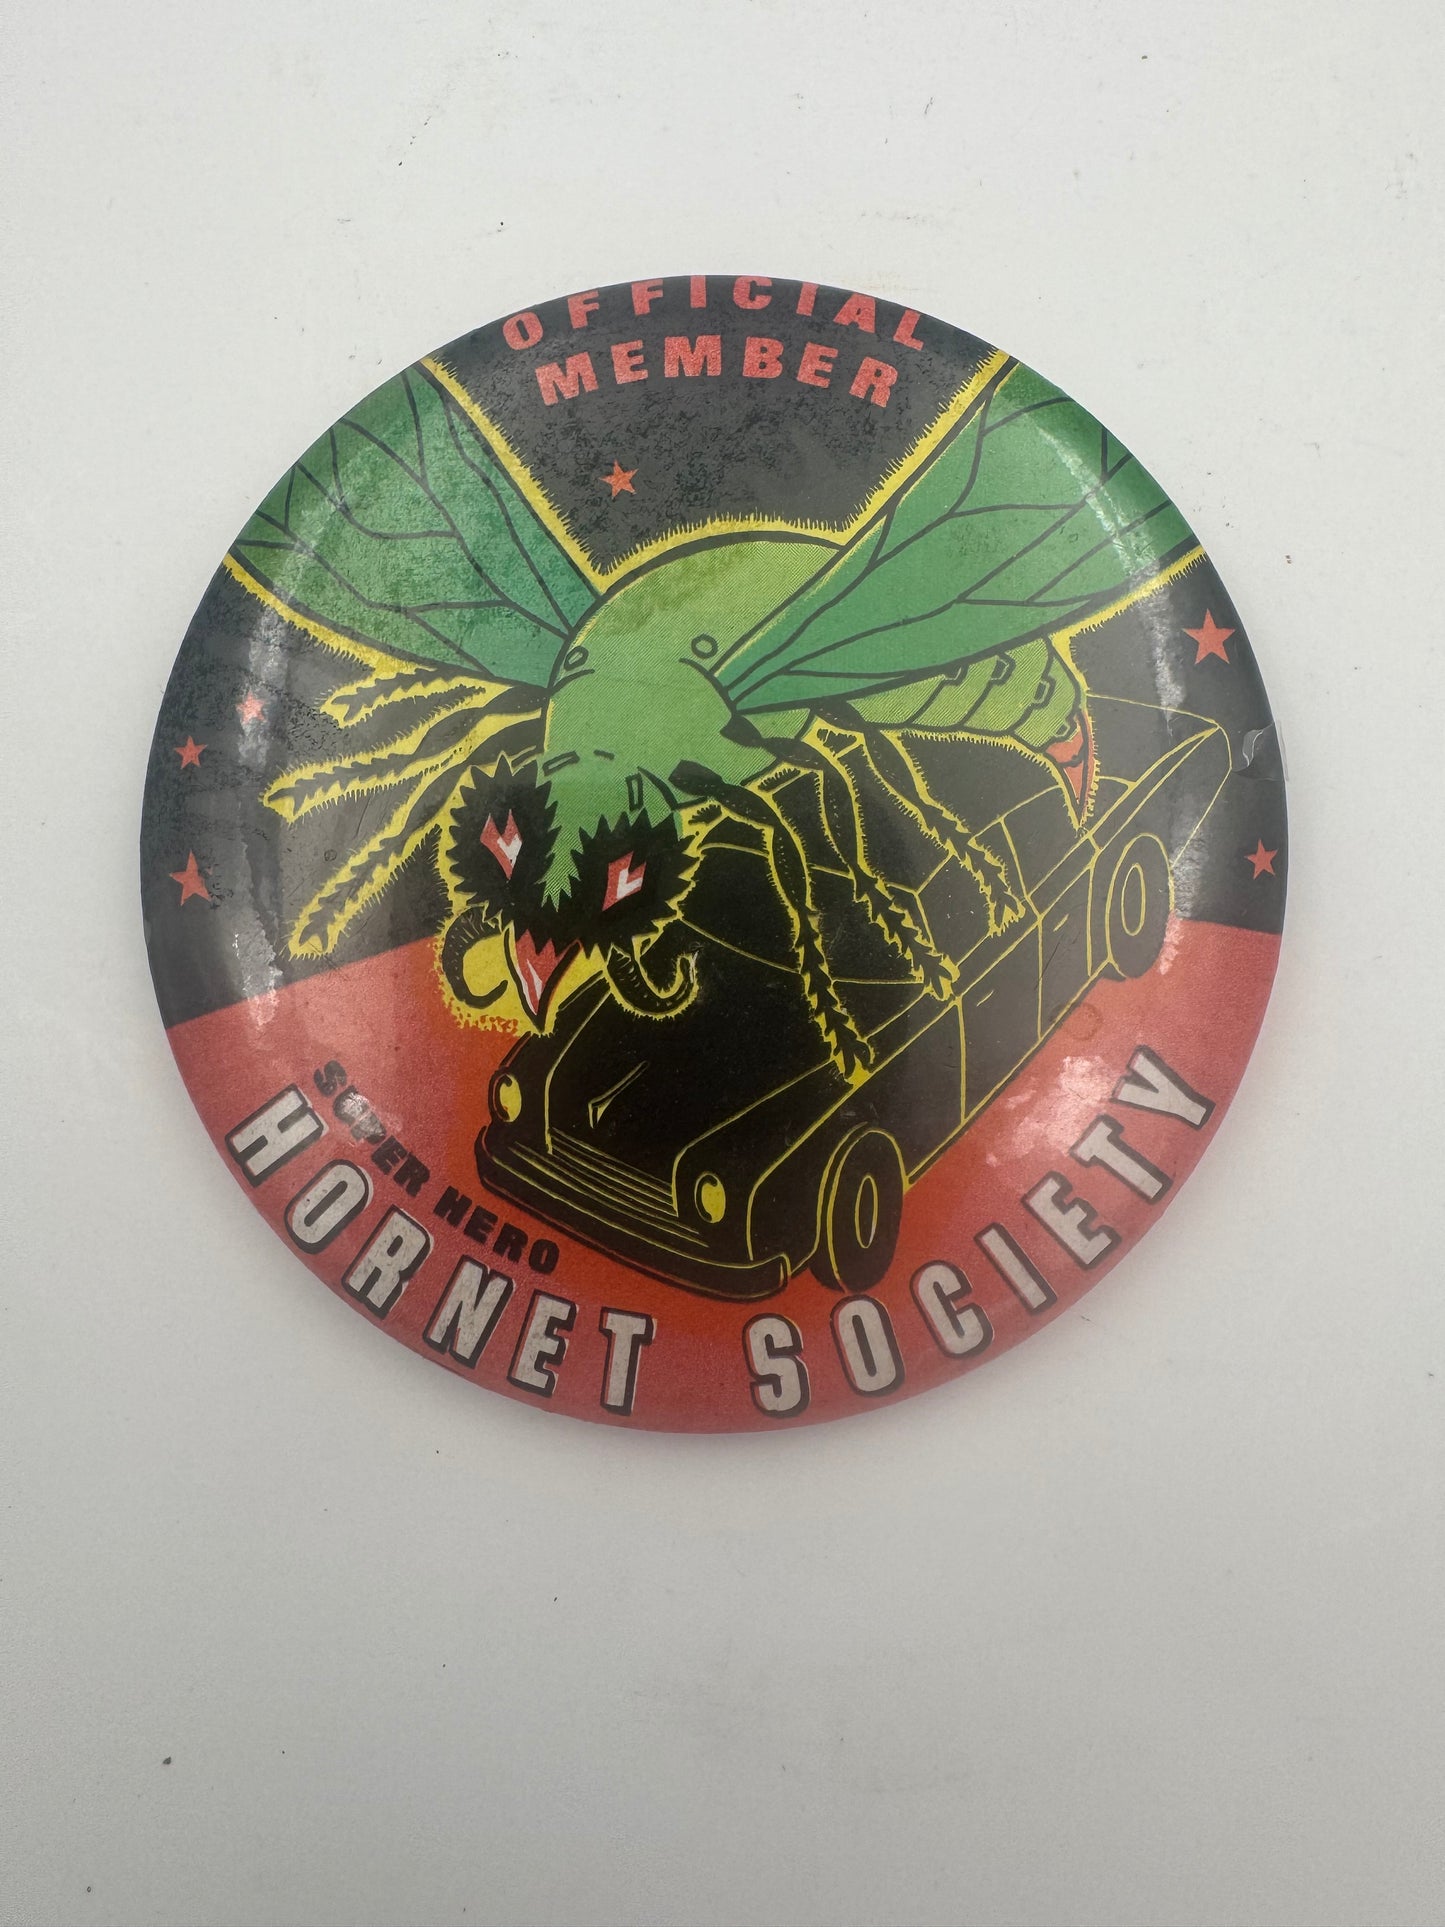 OFFICIAL
MEMBER
SUPER HERO
HORNET SOCIETY